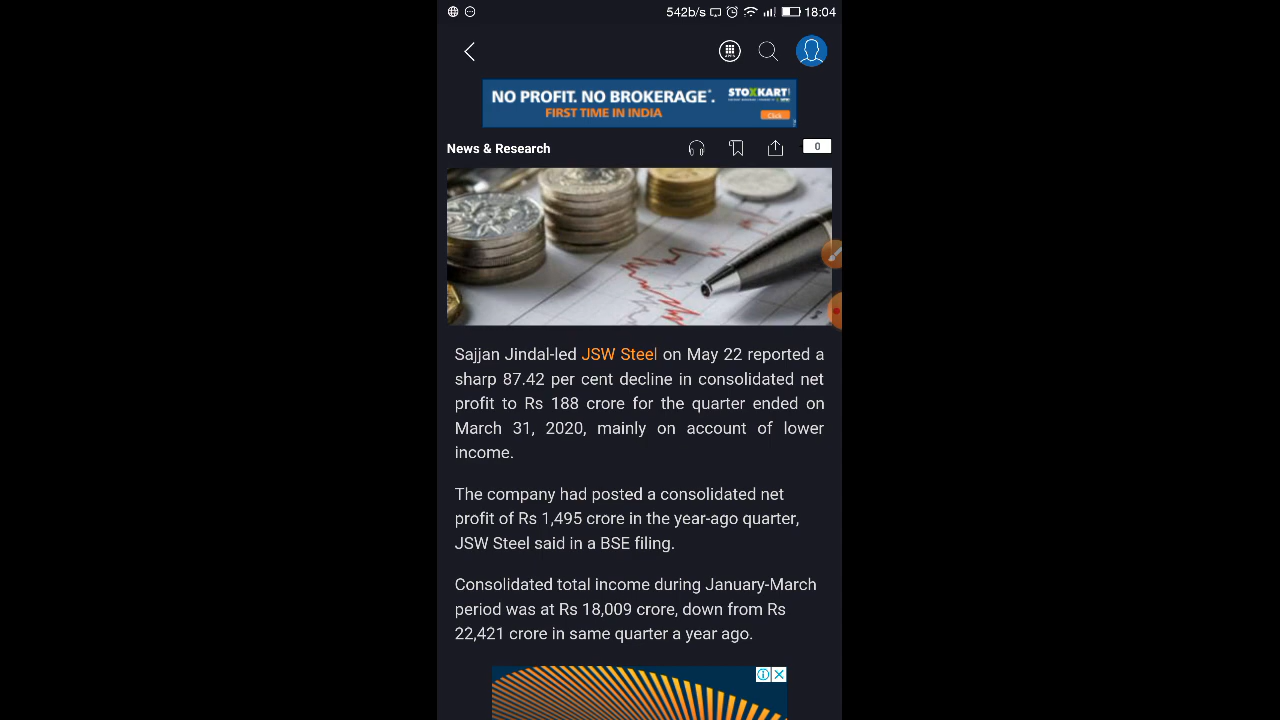 542b/s 18:04
NO PROFIT. NO BROKERAGE*. STOXKART!
FIRST TIME IN INDIA Click
News & Research 0
Sajjan Jindal-led JSW Steel on May 22 reported a
sharp 87.42 per cent decline in consolidated net
profit to Rs 188 crore for the quarter ended on
March 31, 2020, mainly on account of lower
income.
The company had posted a consolidated net
profit of Rs 1,495 crore in the year-ago quarter,
JSW Steel said in a BSE filing.
Consolidated total income during January-March
period was at Rs 18,009 crore, down from Rs
22,421 crore in same quarter a year ago.